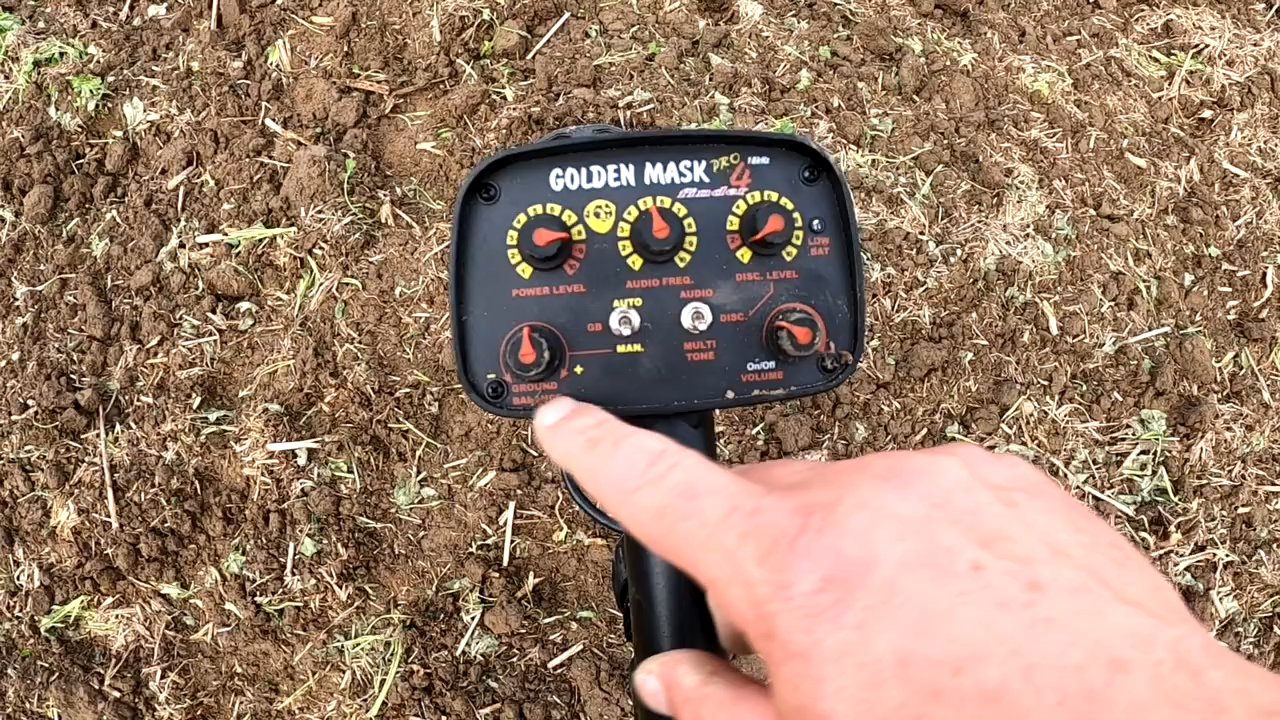 GOLDEN MASK PRO 4
finder
POWER LEVEL
AUDIO FREQ.
DISC. LEVEL
LOW
BAT
AUTO
AUDIO
GB
DISC.
MAN.
MULTI
TONE
- +
GROUND
On/Off
VOLUME